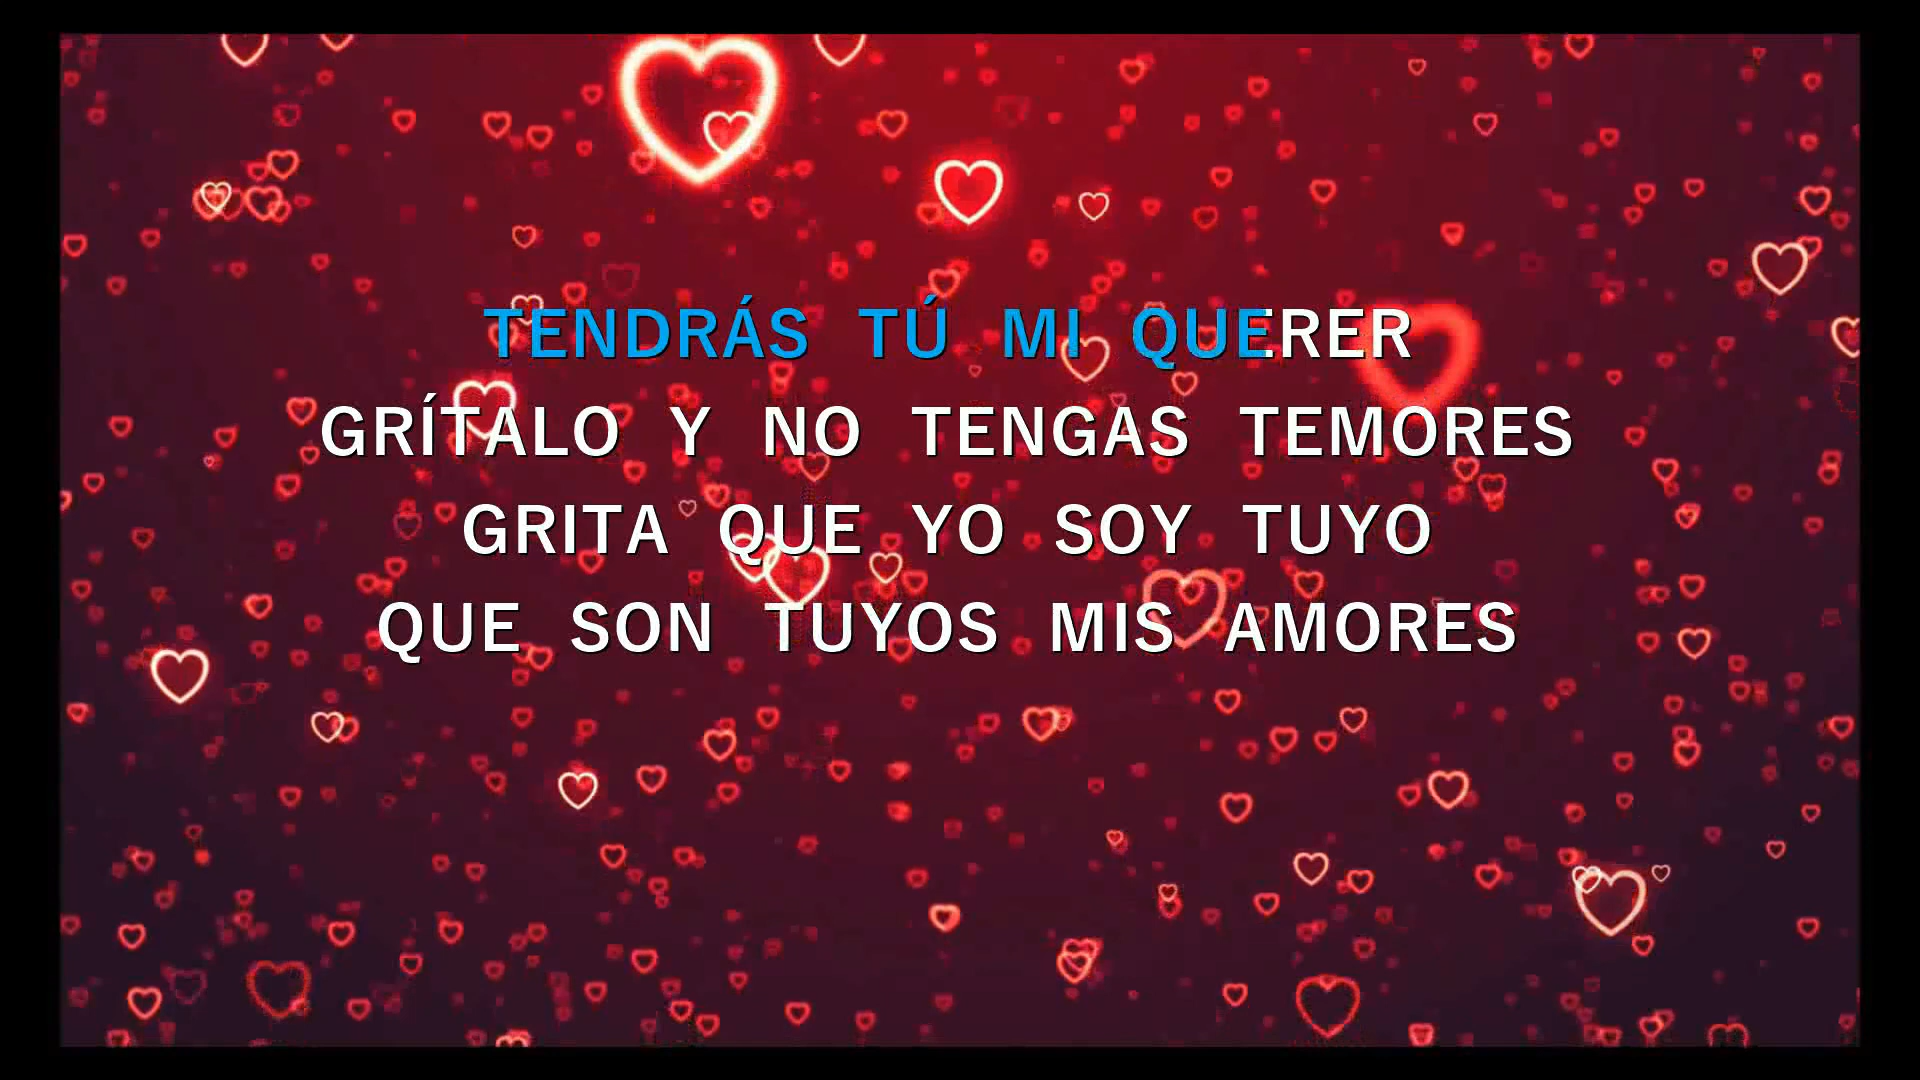 TENDRÁS TÚ MI QUERER
GRÍTALO Y NO TENGAS TEMORES
GRITA QUE YO SOY TUYO
QUE SON TUYOS MIS AMORES